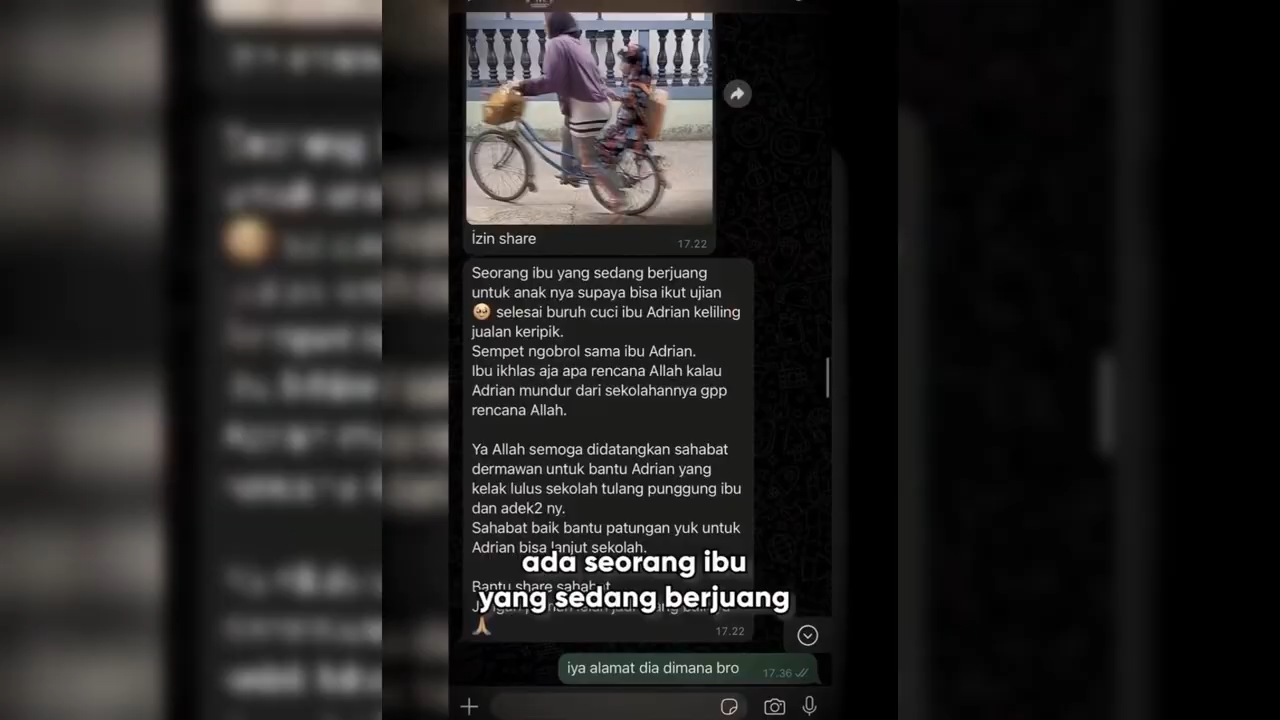 İzin share
17.22
Seorang ibu yang sedang berjuang
untuk anak nya supaya bisa ikut ujian
🥺 selesai buruh cuci ibu Adrian keliling
jualan keripik.
Sempet ngobrol sama ibu Adrian.
Ibu ikhlas aja apa rencana Allah kalau
Adrian mundur dari sekolahannya gpp
rencana Allah.
Ya Allah semoga didatangkan sahabat
dermawan untuk bantu Adrian yang
kelak lulus sekolah tulang punggung ibu
dan adek2 ny.
Sahabat baik bantu patungan yuk untuk
Adrian bisa lanjut sekolah.
ada seorang ibu
Bantu share sahabat
yang sedang berjuang
🙏🏼
17.22
iya alamat dia dimana bro
17.36